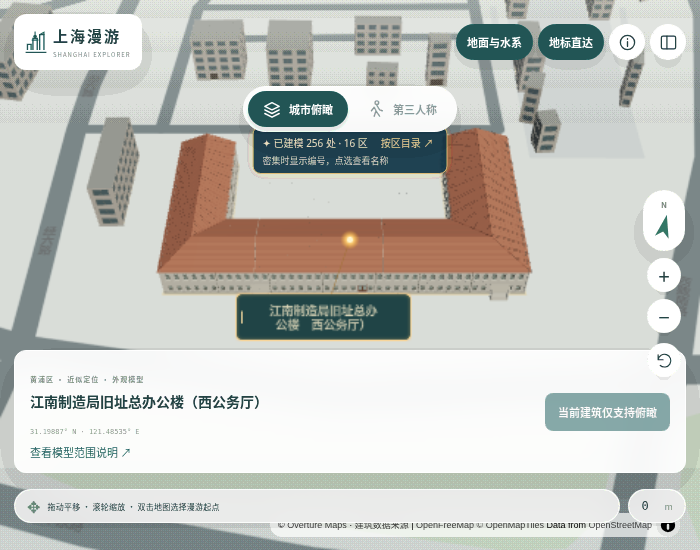 上海漫游
SHANGHAI EXPLORER
地面与水系
地标直达
城市俯瞰
第三人称
✦ 已建模 256 处 · 16 区 按区目录 ↗
密集时显示编号，点选查看名称
N
江南制造局旧址总办
公楼 西公务厅）
黄浦区 · 近似定位 · 外观模型
江南制造局旧址总办公楼（西公务厅）
31.19887° N · 121.48535° E
查看模型范围说明 ↗
当前建筑仅支持俯瞰
拖动平移 · 滚轮缩放 · 双击地图选择漫游起点
0 m
© Overture Maps · 建筑数据来源 | OpenFreeMap © OpenMapTiles Data from OpenStreetMap